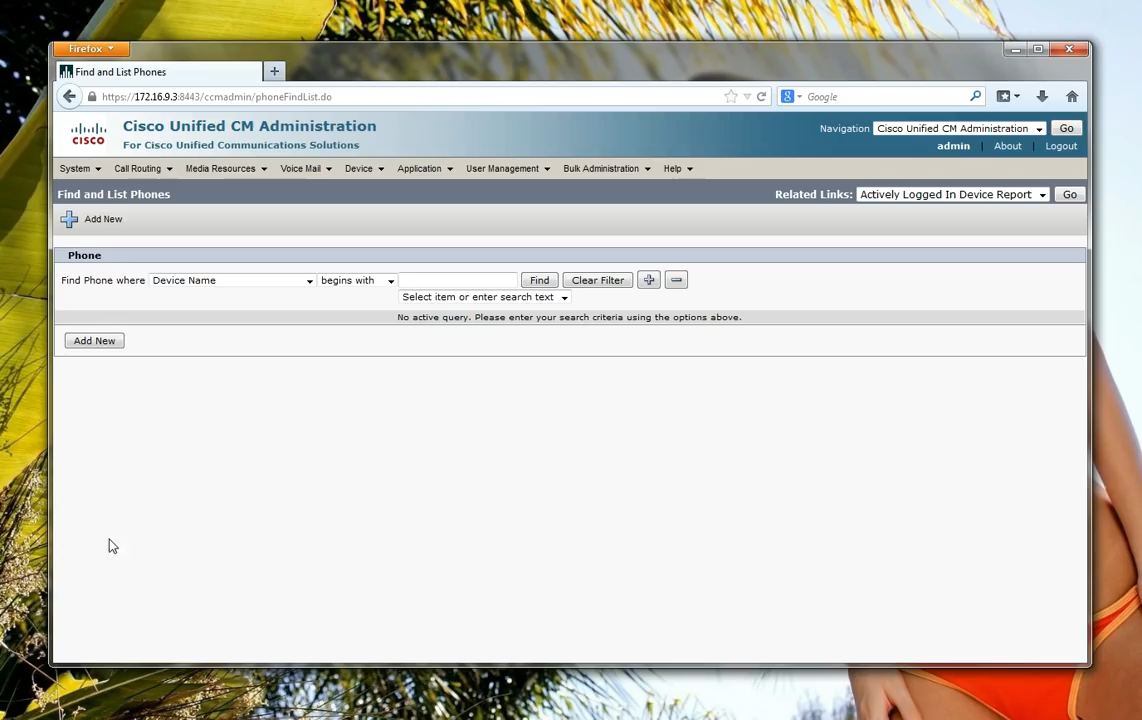 Firefox
Find and List Phones
https://172.16.9.3:8443/ccmadmin/phoneFindList.do
Google
CISCO
Cisco Unified CM Administration
For Cisco Unified Communications Solutions
Navigation Cisco Unified CM Administration Go
admin | About | Logout
System Call Routing Media Resources Voice Mail Device Application User Management Bulk Administration Help
Find and List Phones
Related Links: Actively Logged In Device Report Go
Add New
Phone
Find Phone where Device Name begins with Find Clear Filter
Select item or enter search text
No active query. Please enter your search criteria using the options above.
Add New